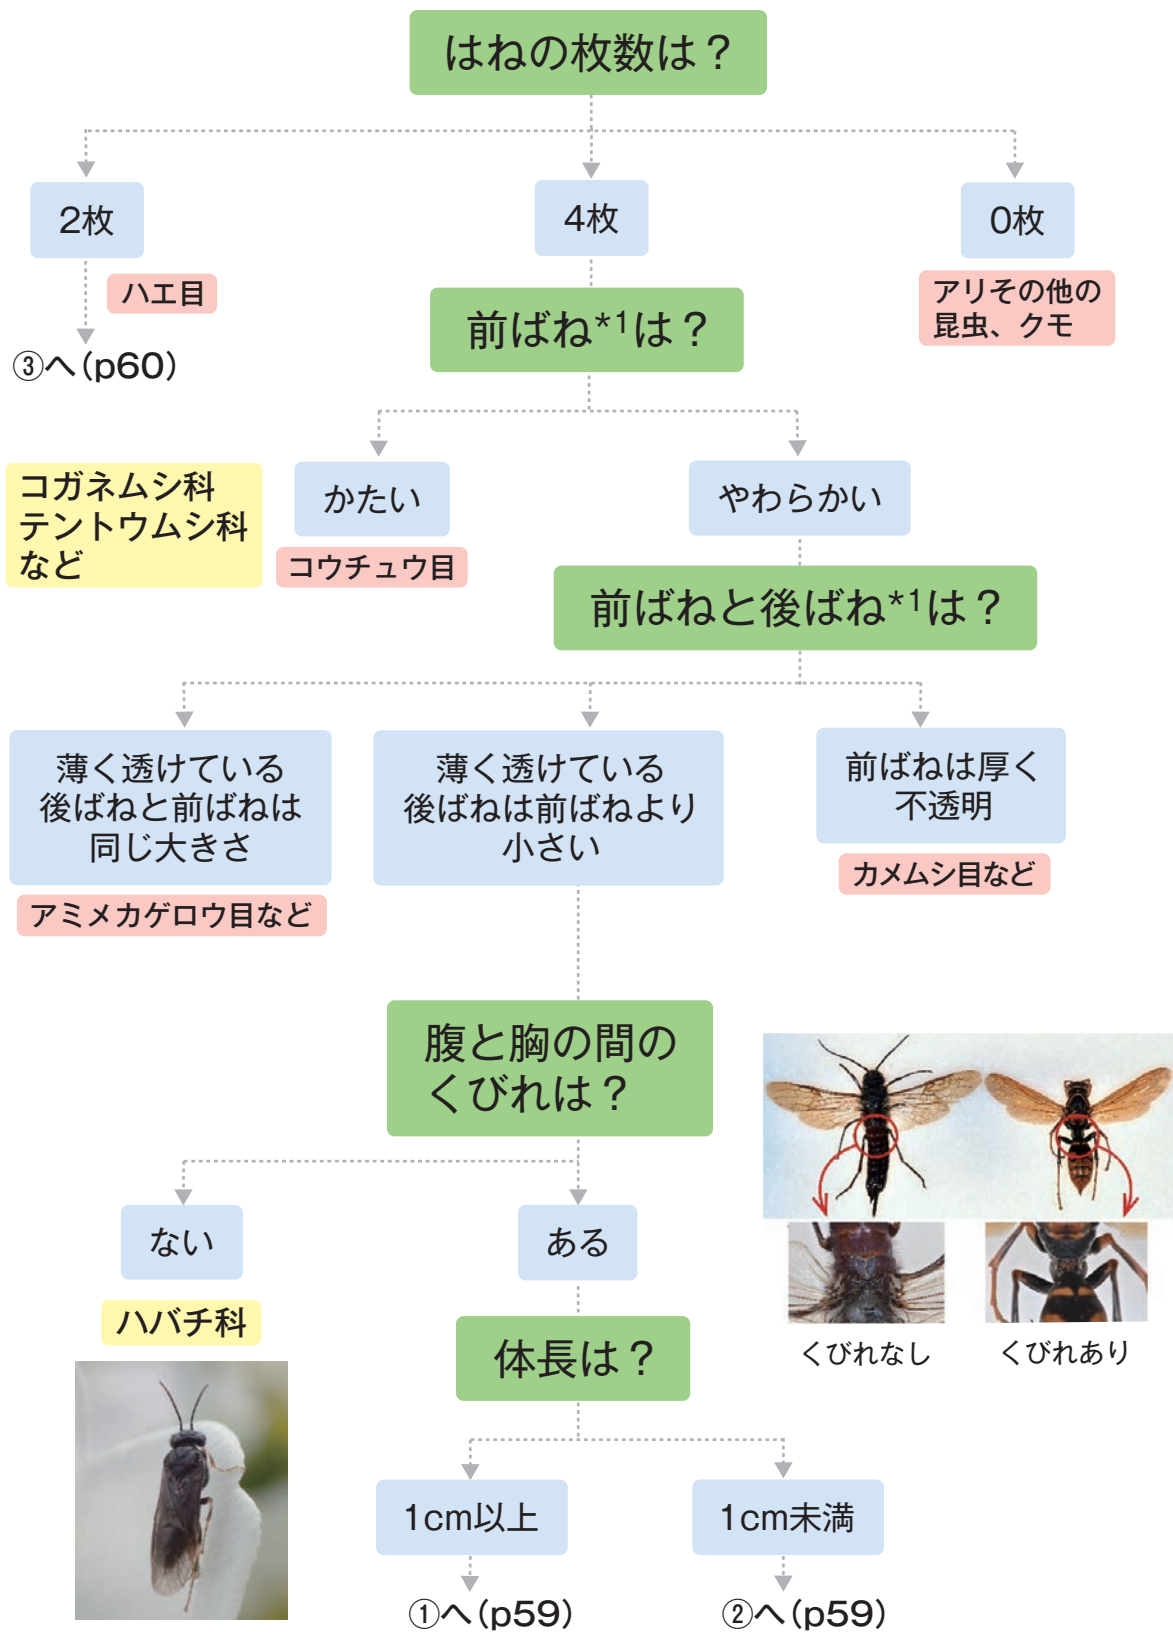 はねの枚数は？
2枚
4枚
0枚
ハエ目
アリその他の
昆虫、クモ
③へ(p60)
前ばね*1は？
コガネムシ科
テントウムシ科
など
かたい
やわらかい
コウチュウ目
前ばねと後ばね*1は？
薄く透けている
後ばねと前ばねは
同じ大きさ
薄く透けている
後ばねは前ばねより
小さい
前ばねは厚く
不透明
アミメカゲロウ目など
カメムシ目など
腹と胸の間の
くびれは？
ない
ある
ハバチ科
くびれなし
くびれあり
体長は？
1cm以上
1cm未満
①へ(p59)
②へ(p59)